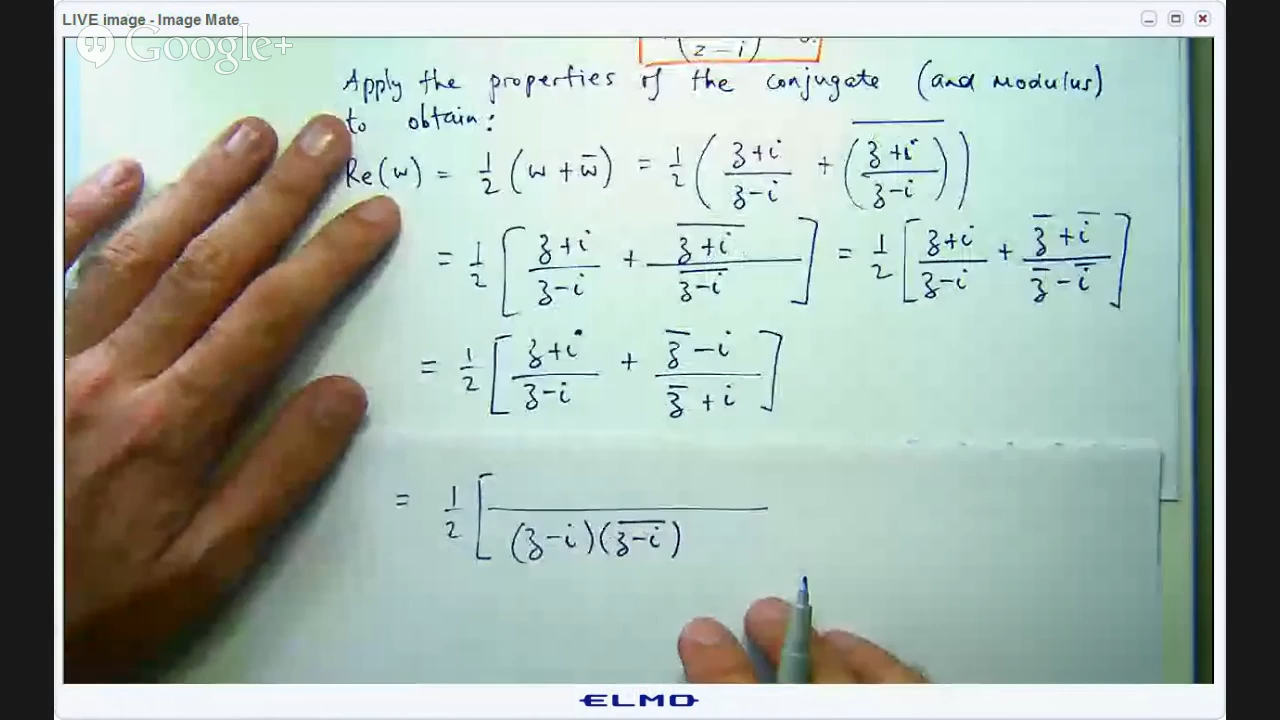 LIVE image - Image Mate
Google+
(z − i)
Apply the properties of the conjugate (and modulus)
to obtain:
Re(w) = 1/2 (w + w̅) = 1/2 ( (z+i)/(z−i) + \overline{((z+i)/(z−i))} )
= 1/2 [ (z+i)/(z−i) + \overline{z+i}/\overline{z−i} ] = 1/2 [ (z+i)/(z−i) + (z̅+i̅)/(z̅−i̅) ]
= 1/2 [ (z+i)/(z−i) + (z̅−i)/(z̅+i) ]
= 1/2 [ /(z−i)(\overline{z−i})
ELMO